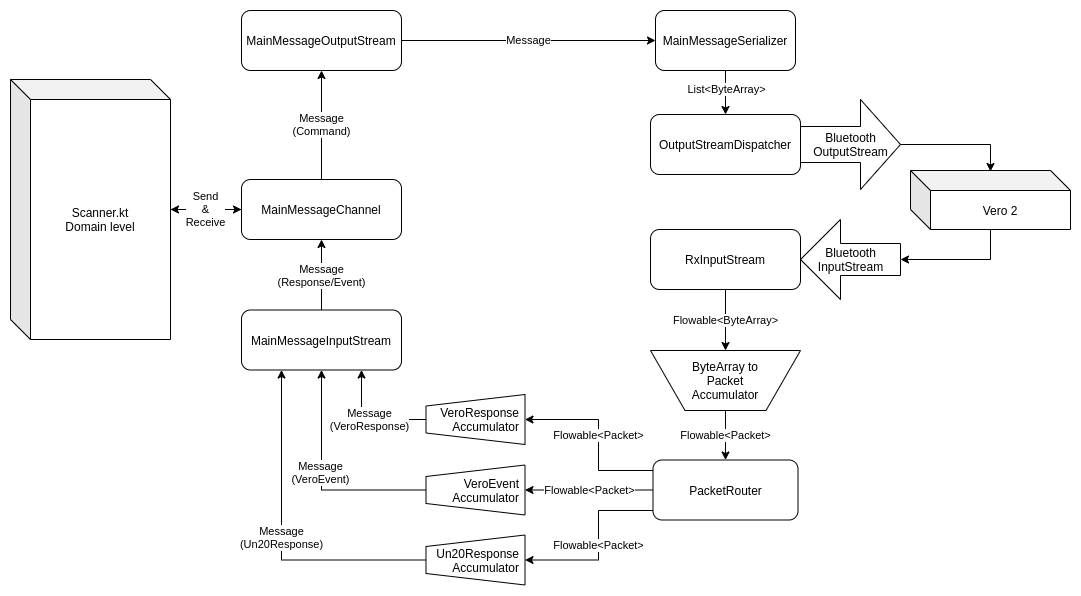 MainMessageOutputStream
Message
MainMessageSerializer
List<ByteArray>
Message
(Command)
OutputStreamDispatcher
Bluetooth
OutputStream
Scanner.kt
Domain level
Send
&
Receive
MainMessageChannel
Vero 2
RxInputStream
Bluetooth
InputStream
Message
(Response/Event)
Flowable<ByteArray>
MainMessageInputStream
ByteArray to
Packet
Accumulator
Message
(VeroResponse)
VeroResponse
Accumulator
Flowable<Packet>
Flowable<Packet>
Message
(VeroEvent)
VeroEvent
Accumulator
Flowable<Packet>
PacketRouter
Message
(Un20Response)
Un20Response
Accumulator
Flowable<Packet>